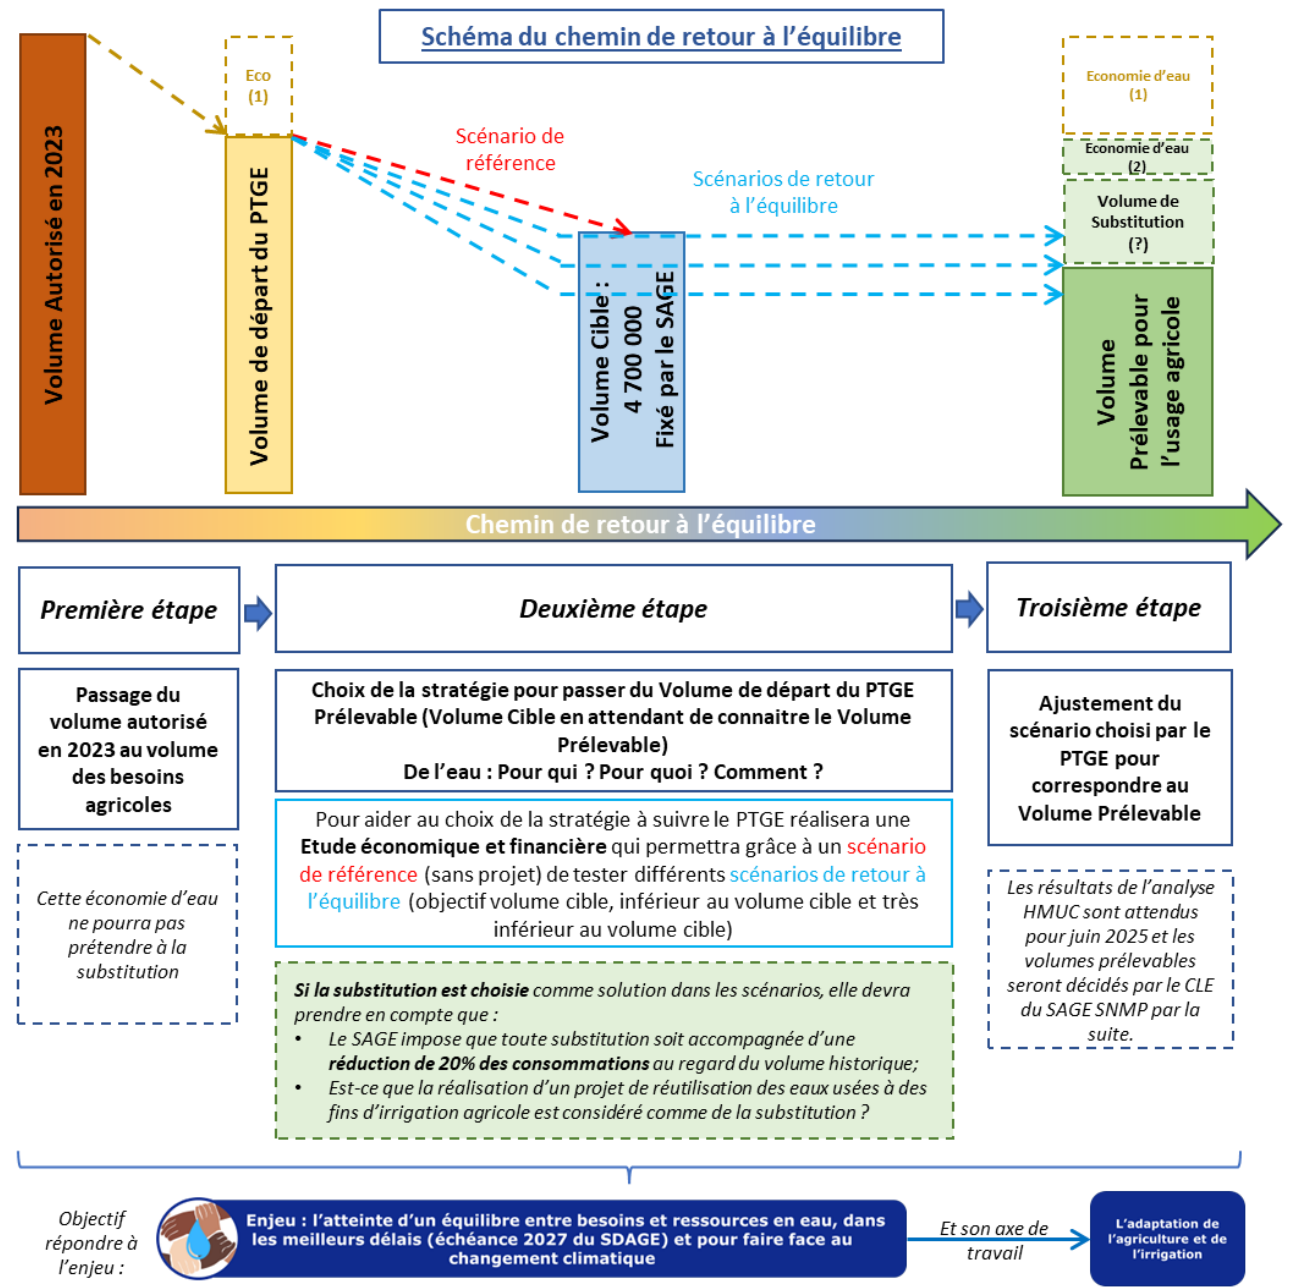 Schéma du chemin de retour à l'équilibre
Volume Autorisé en 2023
Eco
(1)
Volume de départ du PTGE
Scénario de
référence
Scénarios de retour
à l'équilibre
Volume Cible :
4 700 000
Fixé par le SAGE
Economie d'eau
(1)
Economie d'eau
(2)
Volume de
Substitution
(?)
Volume
Prélevable pour
l'usage agricole
Chemin de retour à l'équilibre
Première étape
Deuxième étape
Troisième étape
Passage du
volume autorisé
en 2023 au volume
des besoins
agricoles
Cette économie d'eau
ne pourra pas
prétendre à la
substitution
Choix de la stratégie pour passer du Volume de départ du PTGE
Prélevable (Volume Cible en attendant de connaitre le Volume
Prélevable)
De l'eau : Pour qui ? Pour quoi ? Comment ?
Pour aider au choix de la stratégie à suivre le PTGE réalisera une
Etude économique et financière qui permettra grâce à un scénario
de référence (sans projet) de tester différents scénarios de retour à
l'équilibre (objectif volume cible, inférieur au volume cible et très
inférieur au volume cible)
Si la substitution est choisie comme solution dans les scénarios, elle devra
prendre en compte que :
• Le SAGE impose que toute substitution soit accompagnée d'une
réduction de 20% des consommations au regard du volume historique;
• Est-ce que la réalisation d'un projet de réutilisation des eaux usées à des
fins d'irrigation agricole est considéré comme de la substitution ?
Ajustement du
scénario choisi par le
PTGE pour
correspondre au
Volume Prélevable
Les résultats de l'analyse
HMUC sont attendus
pour juin 2025 et les
volumes prélevables
seront décidés par le CLE
du SAGE SNMP par la
suite.
Objectif
répondre à
l'enjeu :
Enjeu : l'atteinte d'un équilibre entre besoins et ressources en eau, dans
les meilleurs délais (échéance 2027 du SDAGE) et pour faire face au
changement climatique
Et son axe de
travail
L'adaptation de
l'agriculture et de
l'irrigation